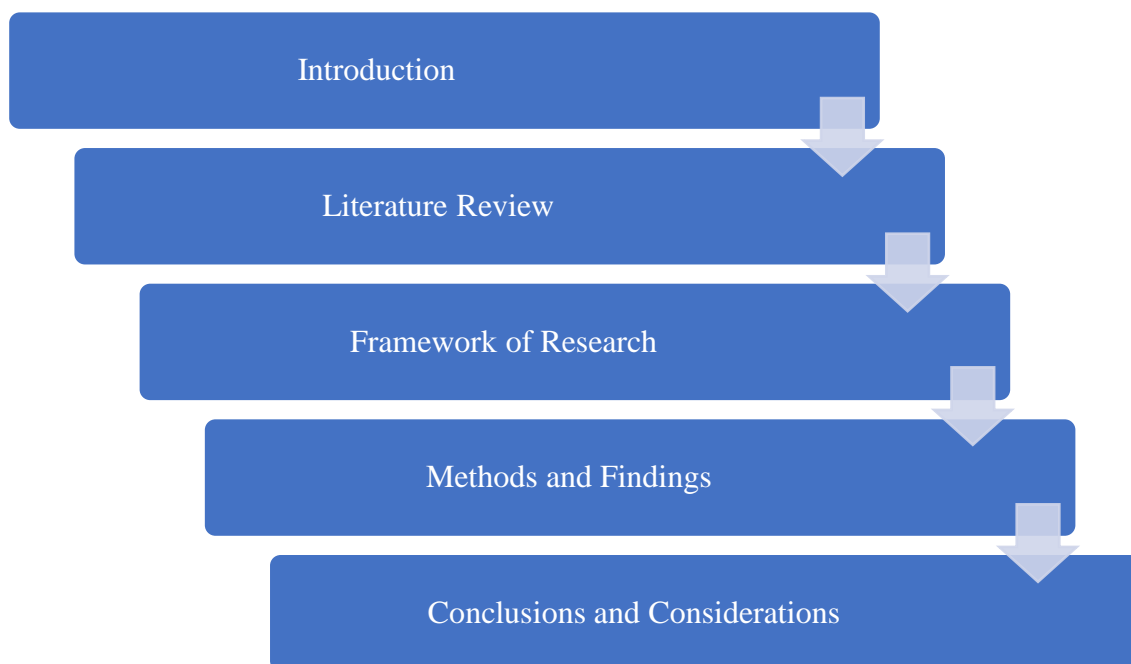 Introduction
Literature Review
Framework of Research
Methods and Findings
Conclusions and Considerations